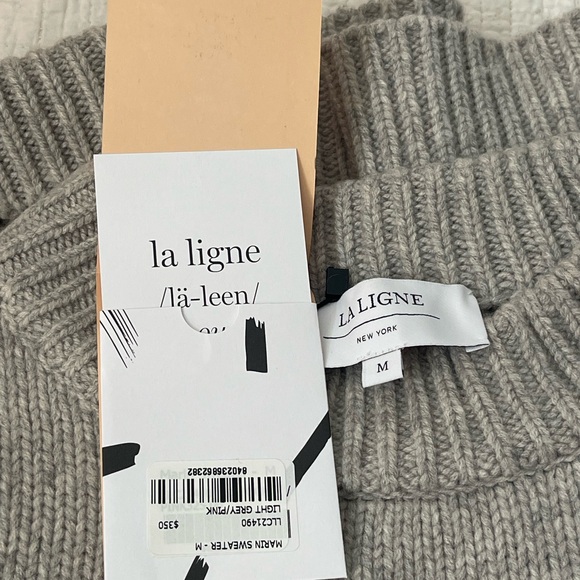 la ligne
/lä-leen/
LA LIGNE
NEW YORK
M
MARIN SWEATER - M
LLC21490 $350
LIGHT GREY/PINK
840236862382